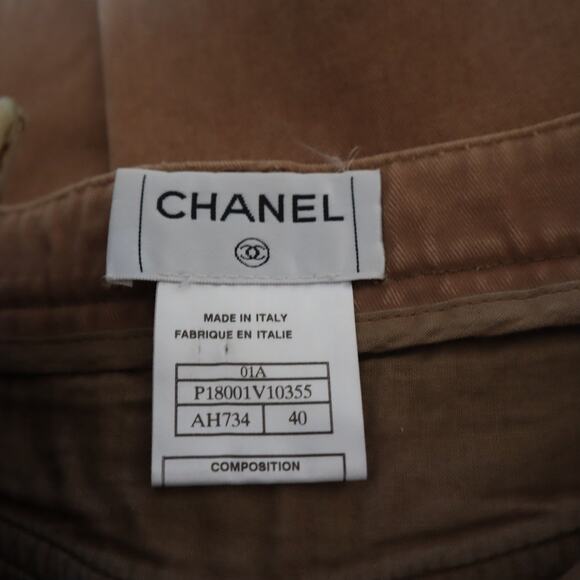 CHANEL
MADE IN ITALY
FABRIQUE EN ITALIE
01A
P18001V10355
AH734 40
COMPOSITION